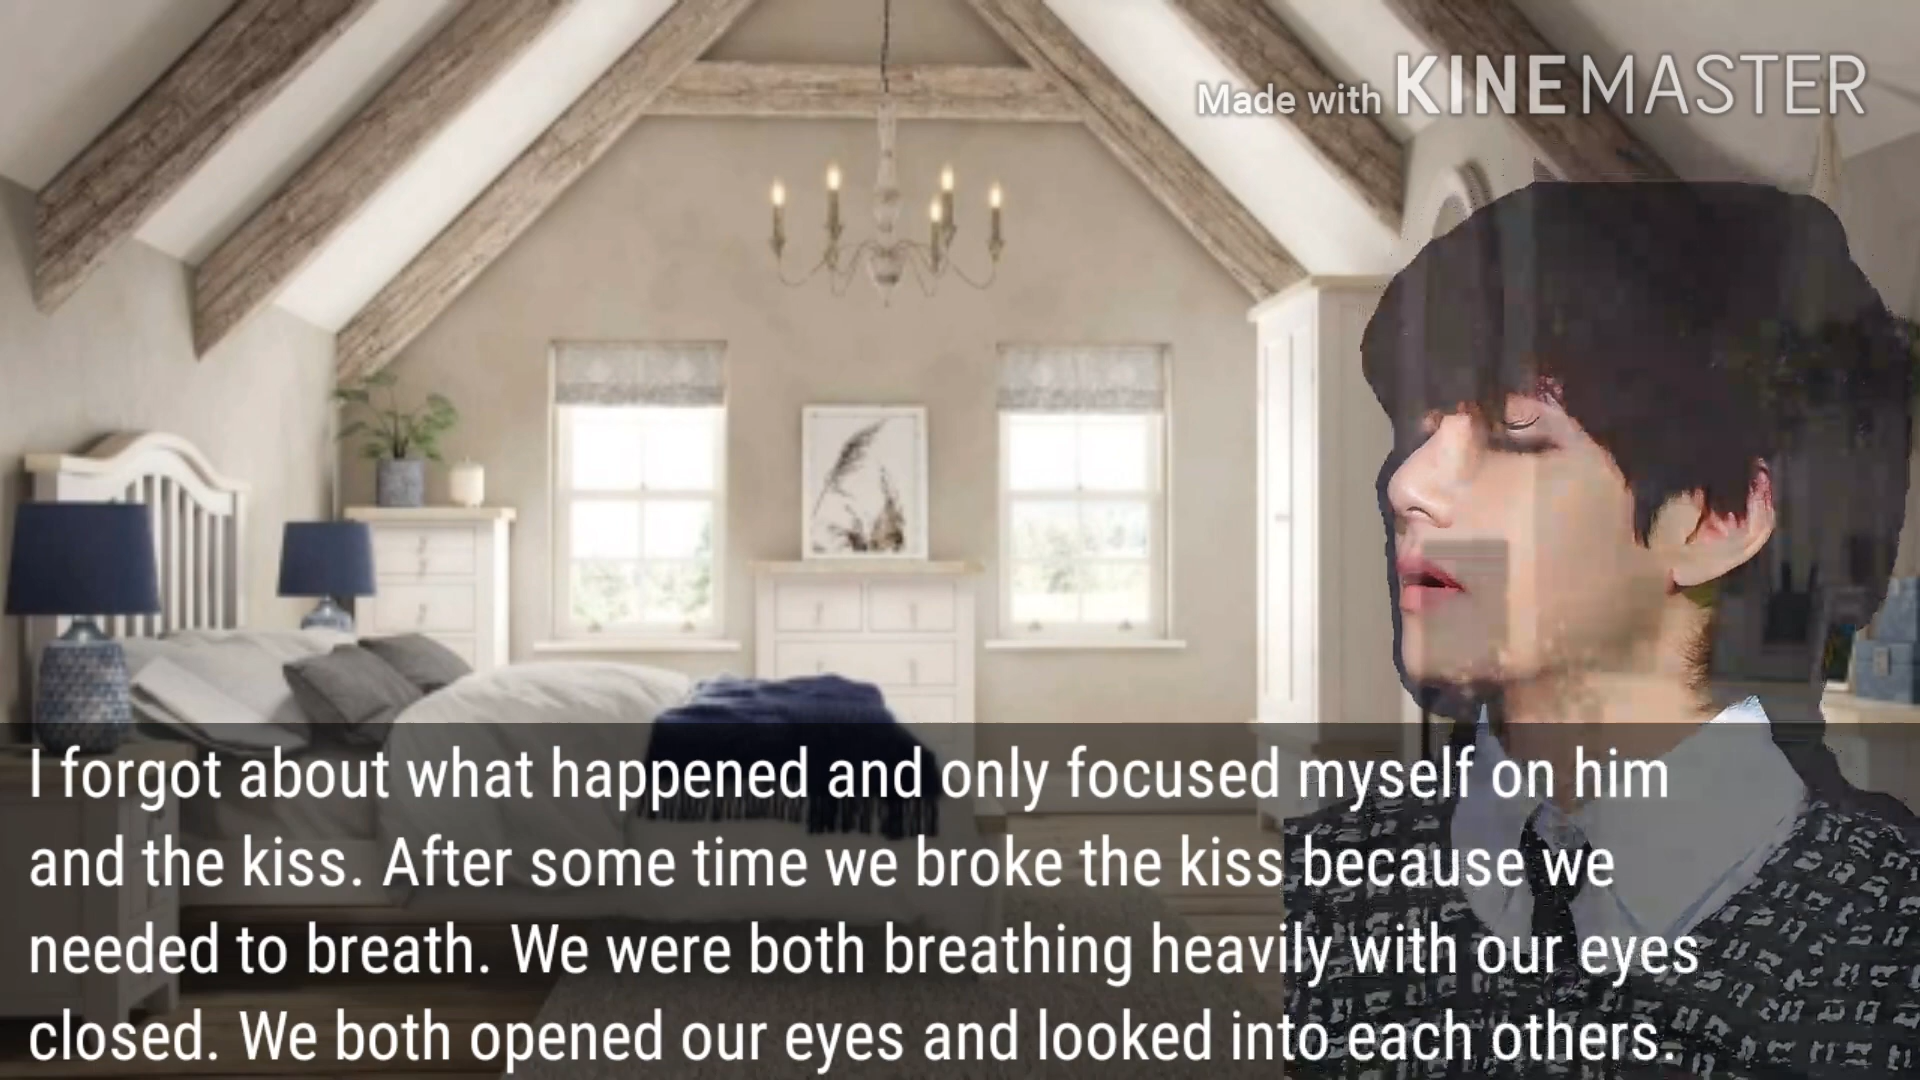 Made with KINEMASTER
I forgot about what happened and only focused myself on him
and the kiss. After some time we broke the kiss because we
needed to breath. We were both breathing heavily with our eyes
closed. We both opened our eyes and looked into each others.